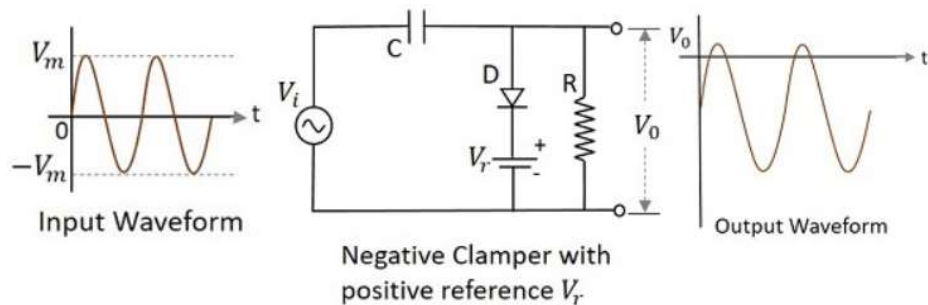 V_m
0
t
−V_m
Input Waveform
C
V_i
D
R
V_r
+
-
V_0
Negative Clamper with
positive reference V_r
V_0
t
Output Waveform